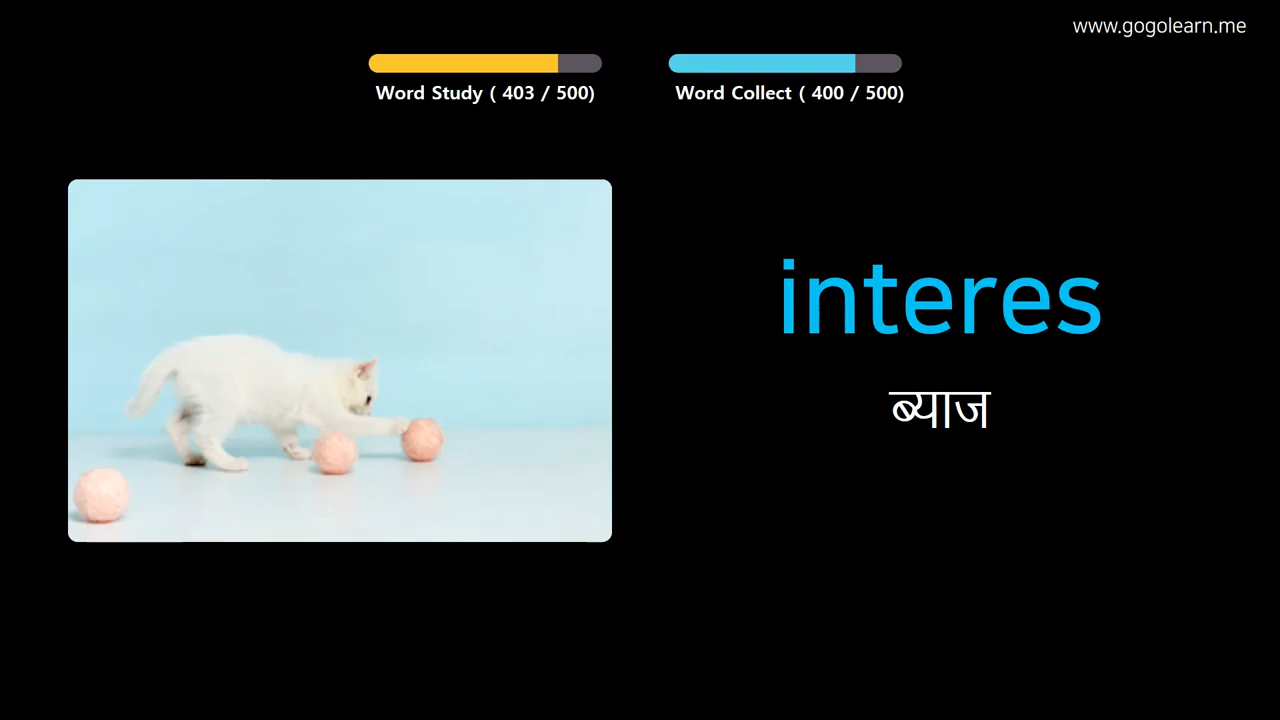 www.gogolearn.me
Word Study ( 403 / 500)
Word Collect ( 400 / 500)
interes
ब्याज